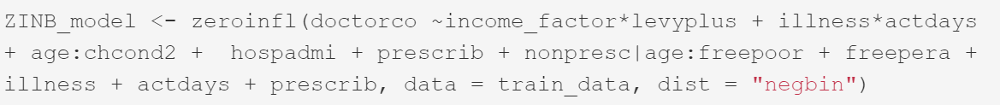 ZINB_model <- zeroinfl(doctorco ~income_factor*levyplus + illness*actdays
+ age:chcond2 +  hospadmi + prescrib + nonpresc|age:freepoor + freepera +
illness + actdays + prescrib, data = train_data, dist = "negbin")